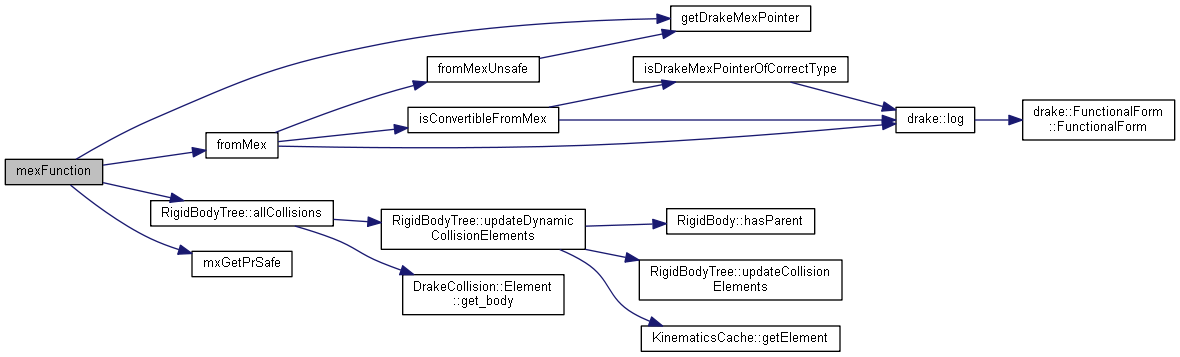 getDrakeMexPointer
fromMexUnsafe
isDrakeMexPointerOfCorrectType
isConvertibleFromMex
drake::log
drake::FunctionalForm
::FunctionalForm
fromMex
mexFunction
RigidBodyTree::allCollisions
RigidBodyTree::updateDynamic
CollisionElements
RigidBody::hasParent
mxGetPrSafe
RigidBodyTree::updateCollision
Elements
DrakeCollision::Element
::get_body
KinematicsCache::getElement